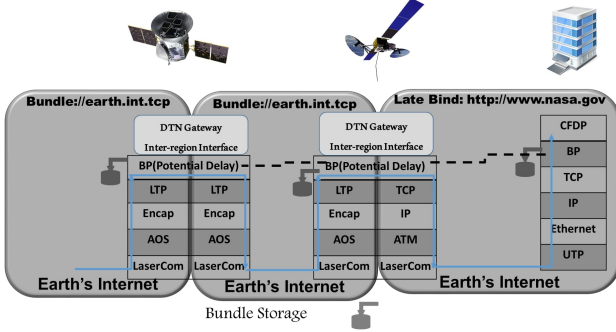 Bundle://earth.int.tcp
Bundle://earth.int.tcp
Late Bind: http://www.nasa.gov
DTN Gateway
Inter-region Interface
BP(Potential Delay)
LTP LTP
Encap Encap
AOS AOS
LaserCom LaserCom
DTN Gateway
Inter-region Interface
BP(Potential Delay)
LTP TCP
Encap IP
AOS ATM
LaserCom LaserCom
CFDP
BP
TCP
IP
Ethernet
UTP
Earth's Internet
Earth's Internet
Earth's Internet
Bundle Storage